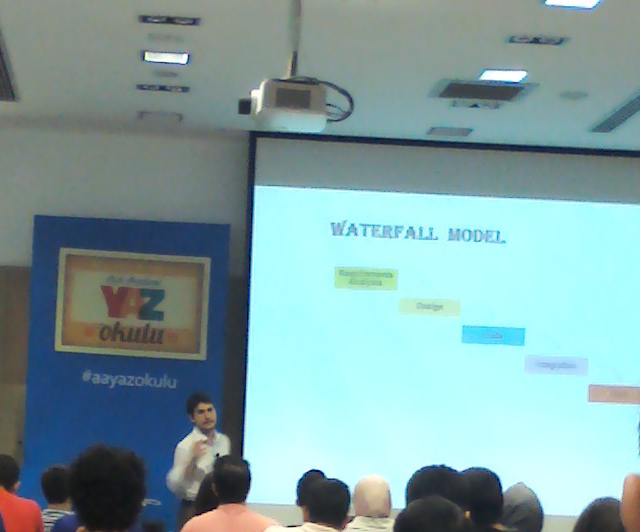 WATERFALL MODEL
Requirements
Analysis
Design
Integration
YAZ
okulu
#aayazokulu